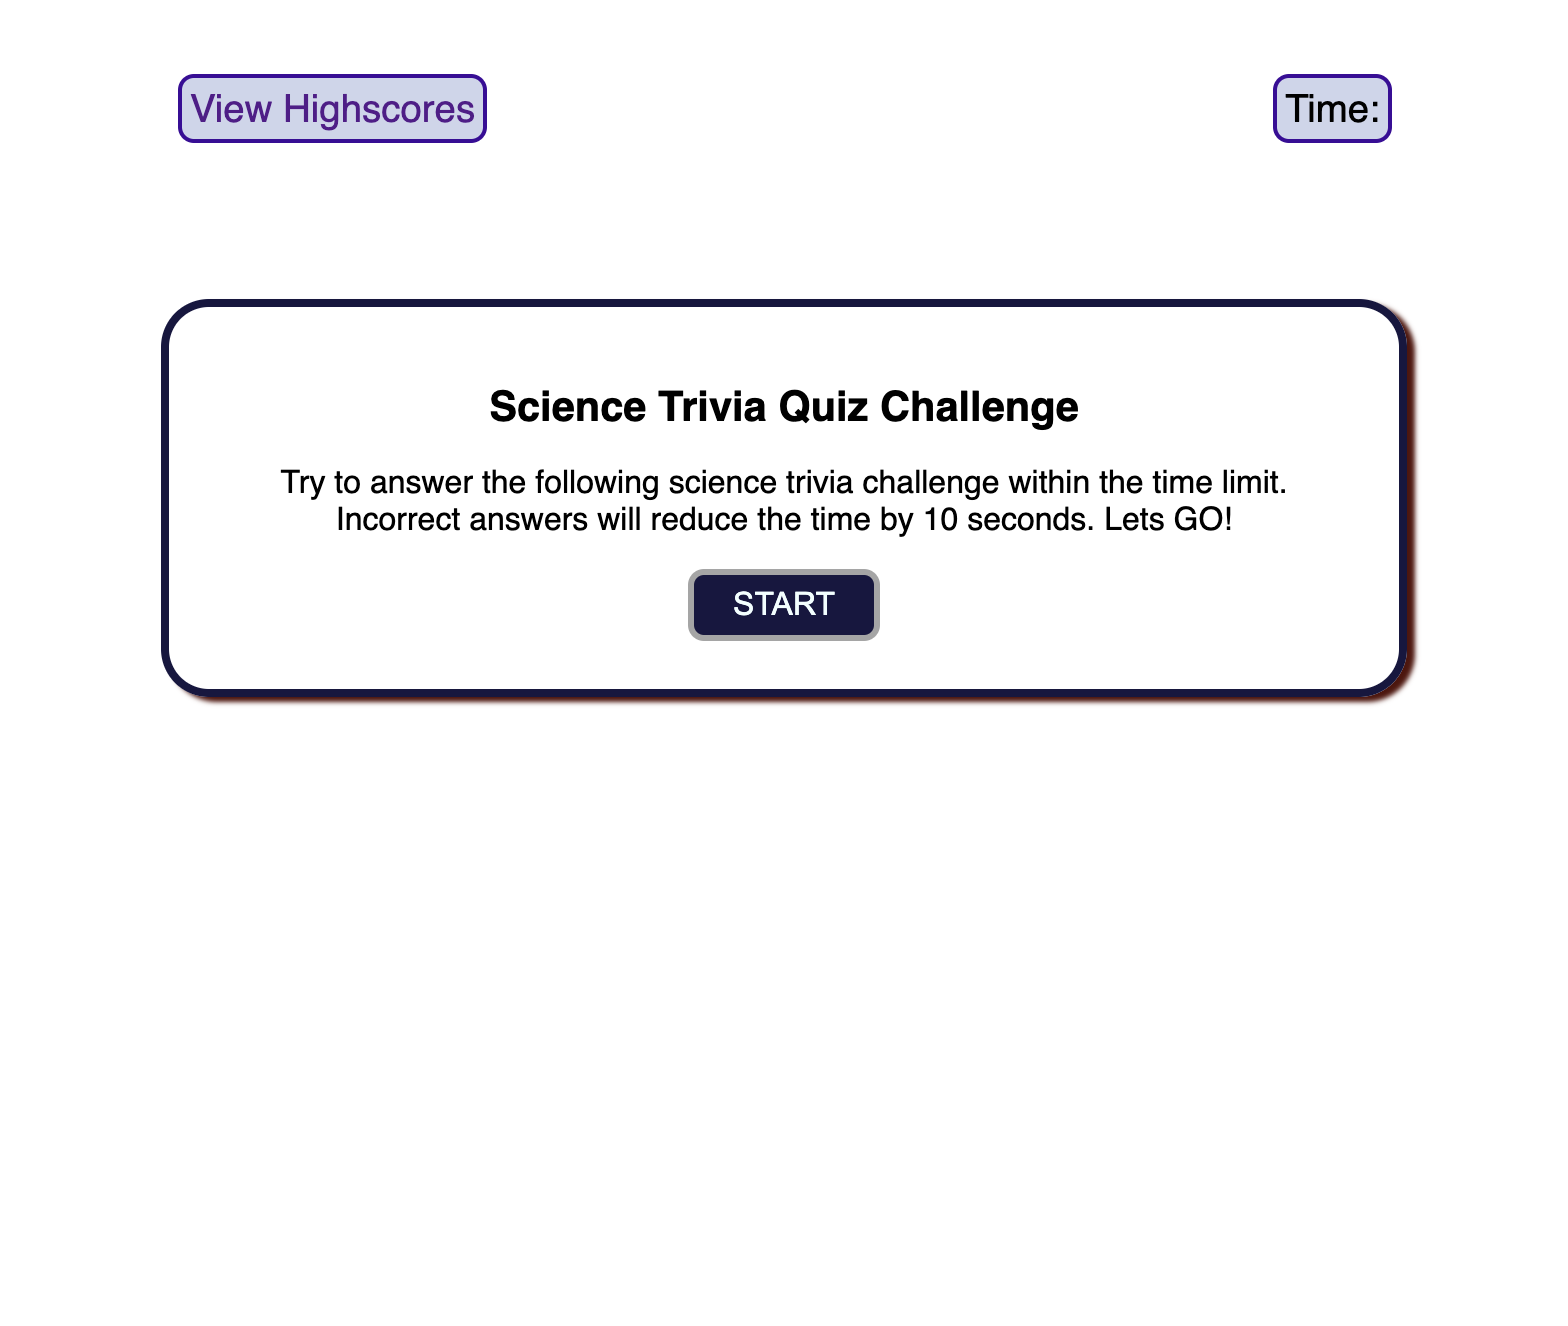 View Highscores
Time:
Science Trivia Quiz Challenge
Try to answer the following science trivia challenge within the time limit.
Incorrect answers will reduce the time by 10 seconds. Lets GO!
START